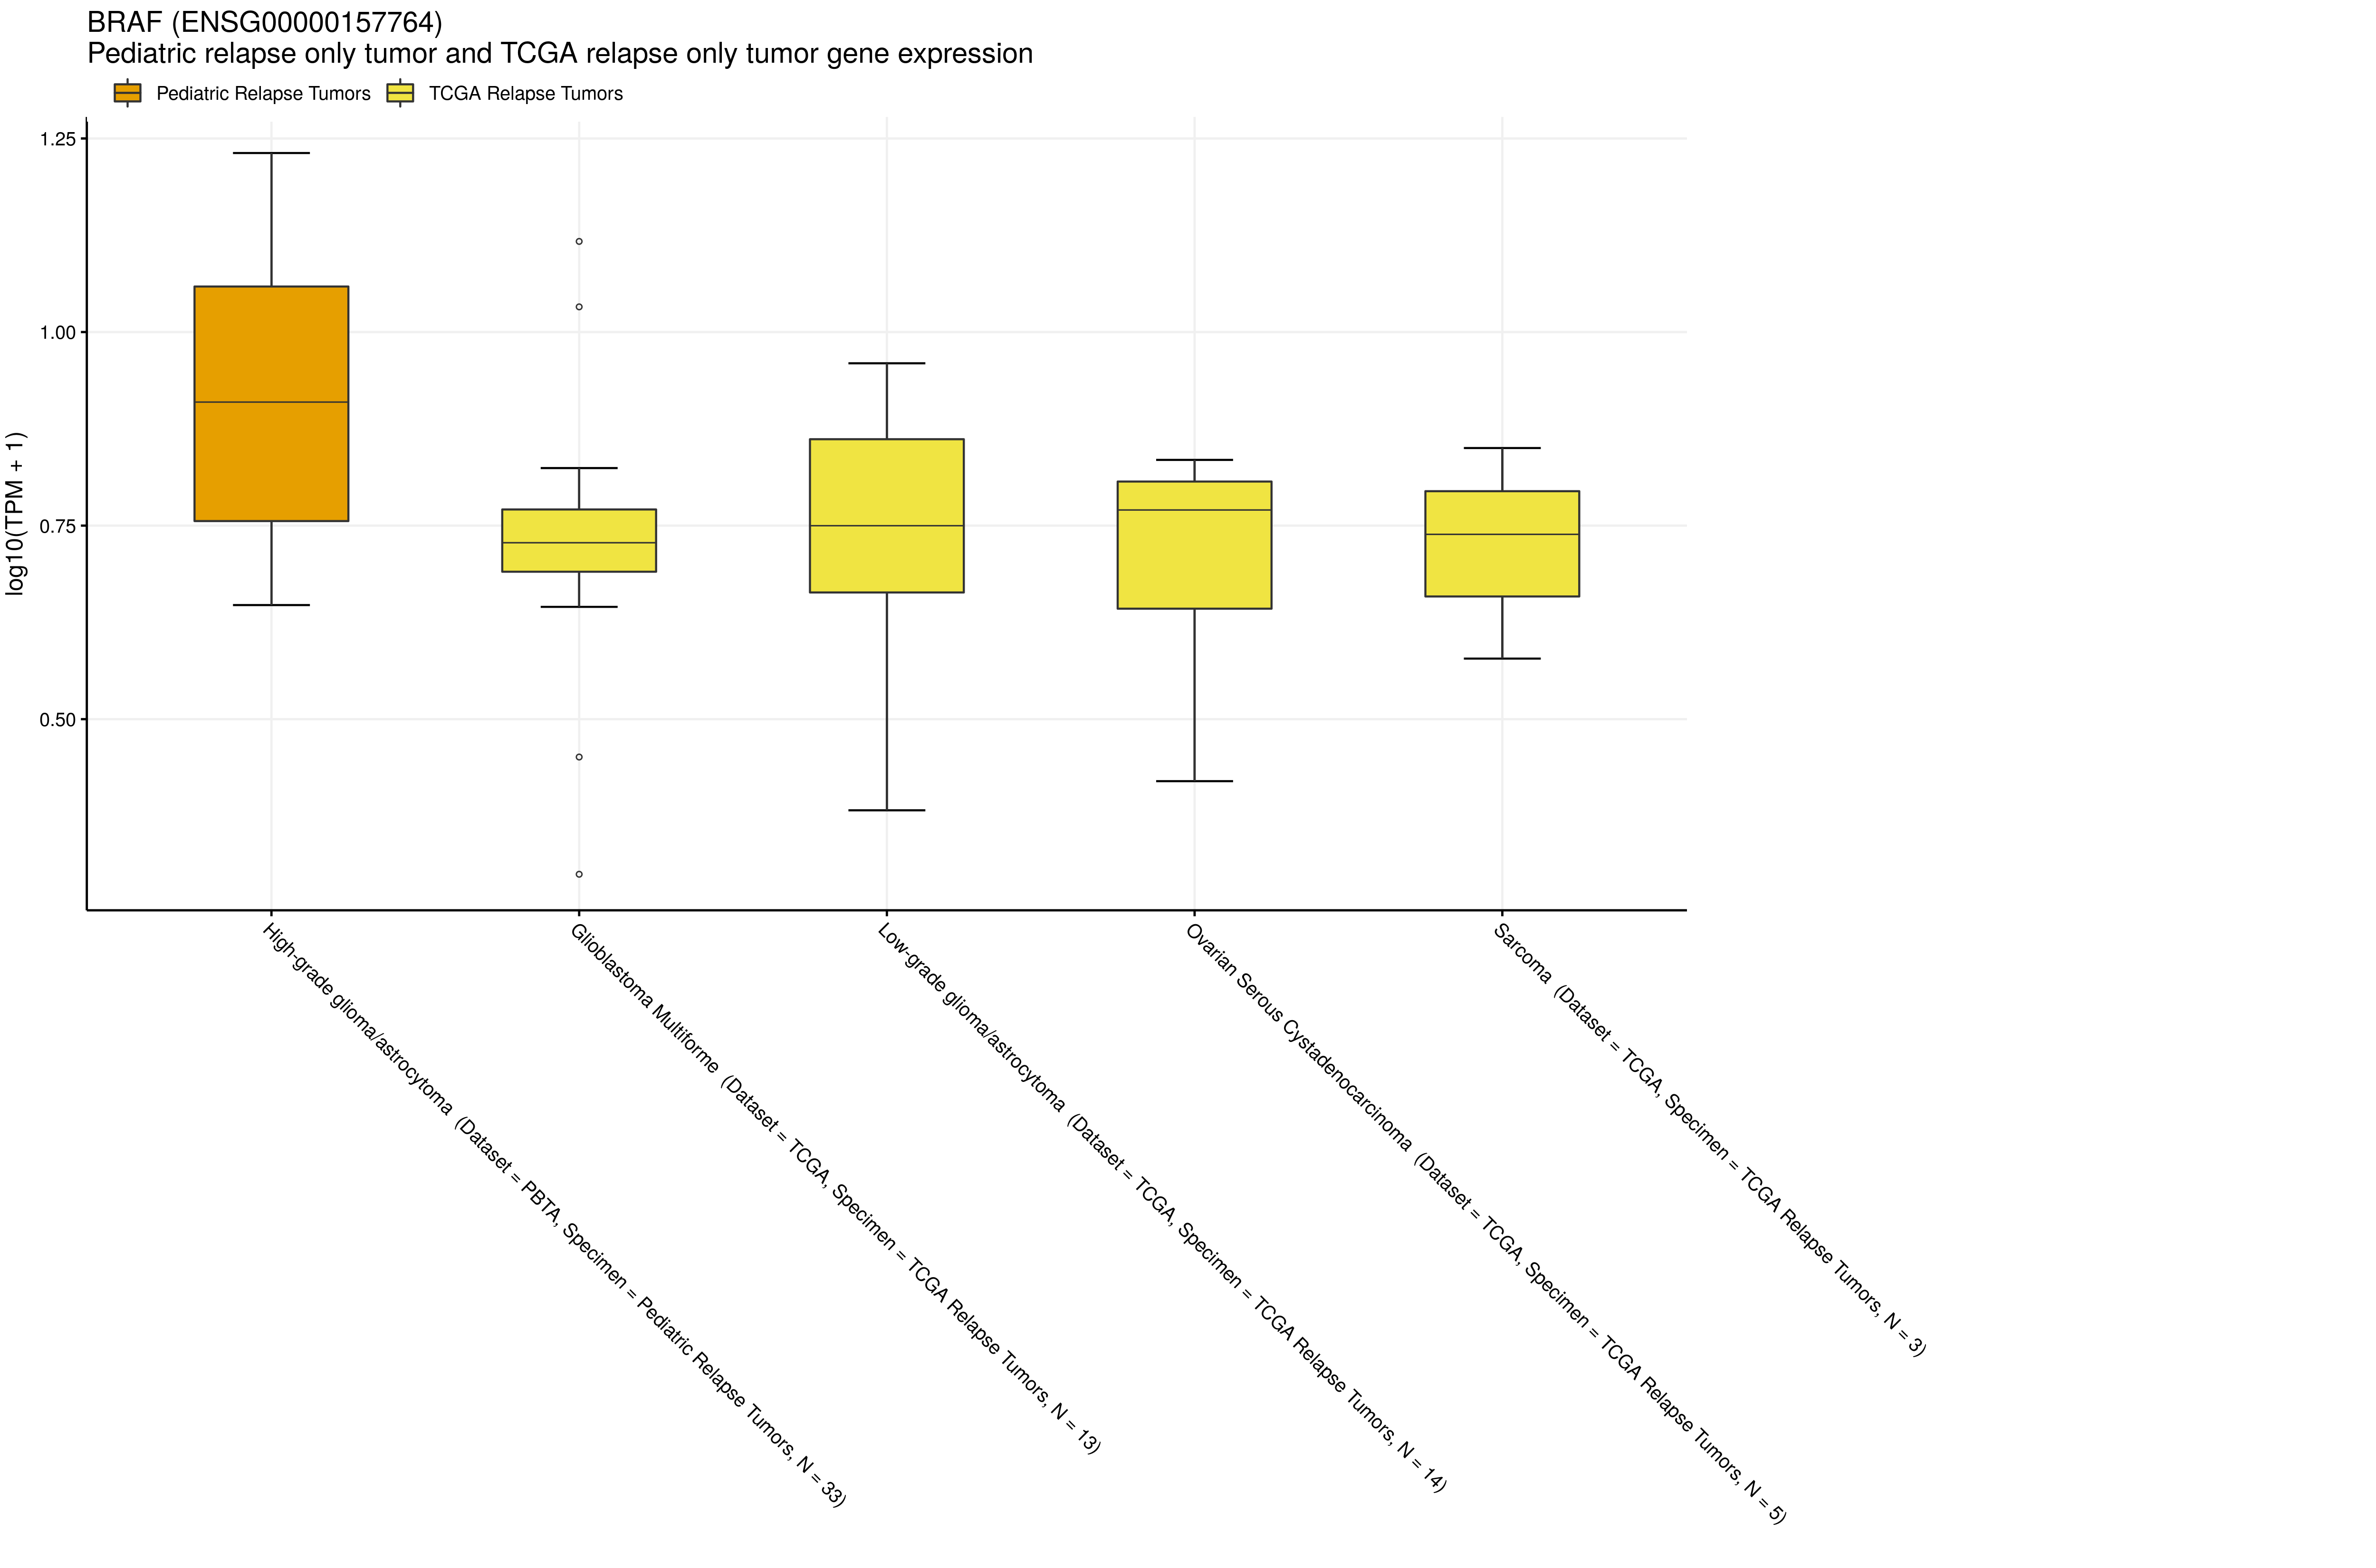 BRAF (ENSG00000157764)
Pediatric relapse only tumor and TCGA relapse only tumor gene expression
Pediatric Relapse Tumors
TCGA Relapse Tumors
log10(TPM + 1)
1.25
1.00
0.75
0.50
High-grade glioma/astrocytoma (Dataset = PBTA, Specimen = Pediatric Relapse Tumors, N = 33)
Glioblastoma Multiforme (Dataset = TCGA, Specimen = TCGA Relapse Tumors, N = 13)
Low-grade glioma/astrocytoma (Dataset = TCGA, Specimen = TCGA Relapse Tumors, N = 14)
Ovarian Serous Cystadenocarcinoma (Dataset = TCGA, Specimen = TCGA Relapse Tumors, N = 5)
Sarcoma (Dataset = TCGA, Specimen = TCGA Relapse Tumors, N = 3)